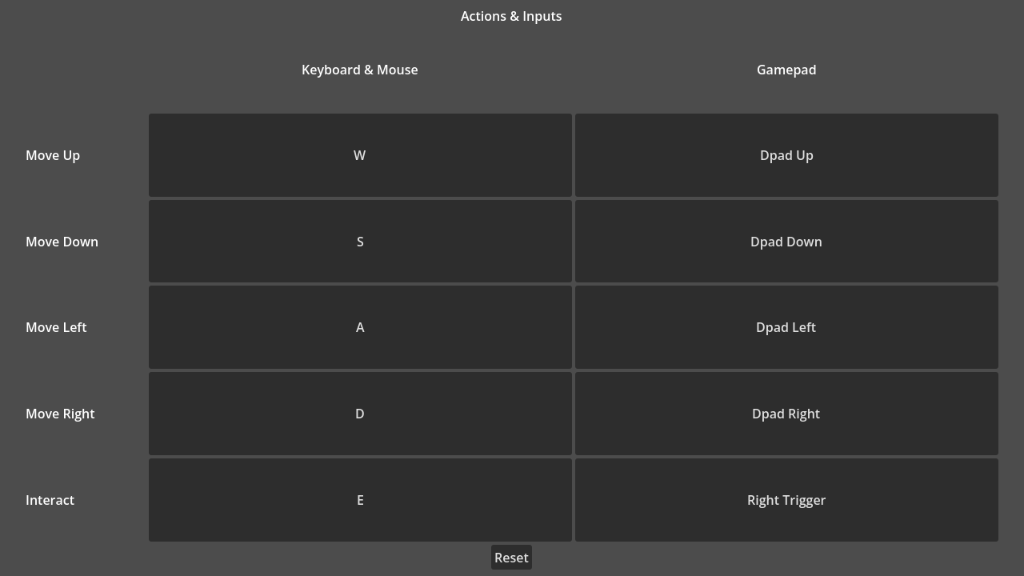 Actions & Inputs
Keyboard & Mouse Gamepad
Move Up W Dpad Up
Move Down S Dpad Down
Move Left A Dpad Left
Move Right D Dpad Right
Interact E Right Trigger
Reset